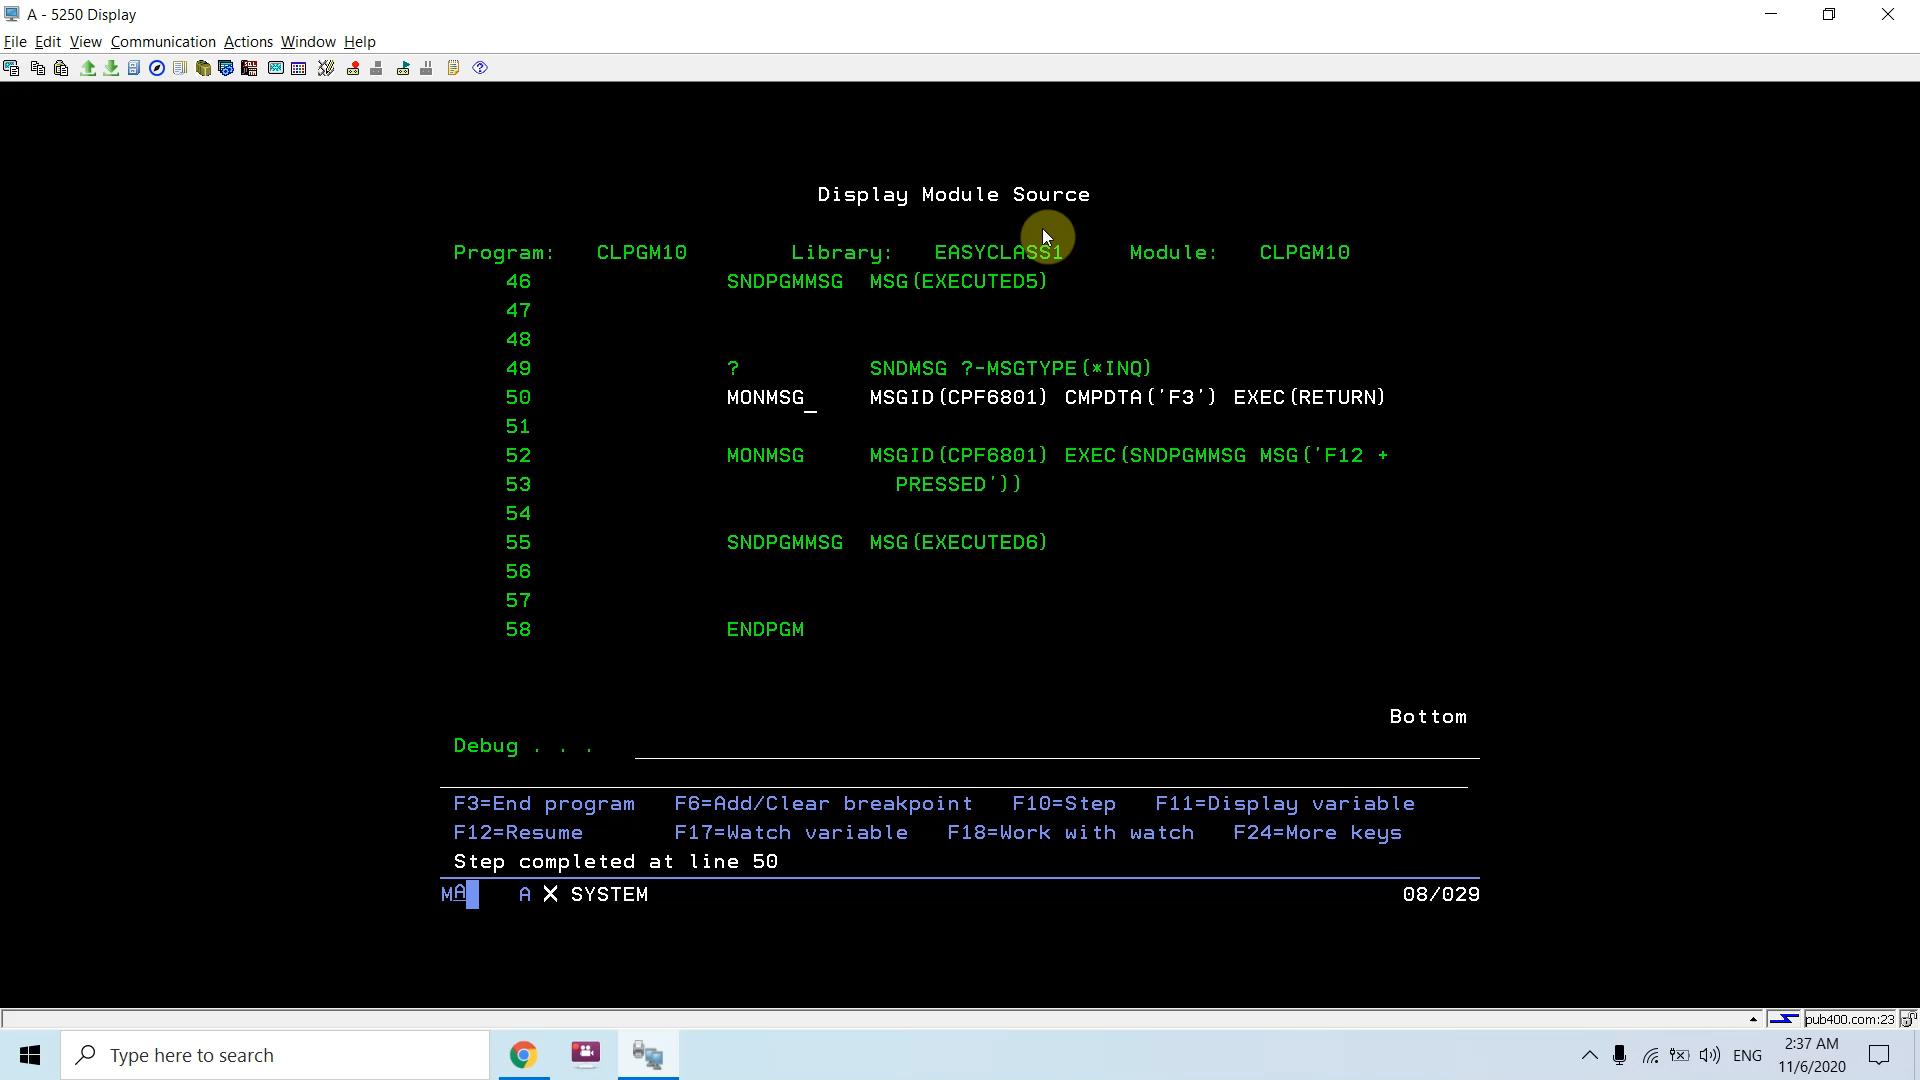 A - 5250 Display
File Edit View Communication Actions Window Help
Display Module Source
Program: CLPGM10 Library: EASYCLASS1 Module: CLPGM10
46 SNDPGMMSG MSG(EXECUTED5)
47
48
49 ? SNDMSG ?-MSGTYPE(*INQ)
50 MONMSG_ MSGID(CPF6801) CMPDTA('F3') EXEC(RETURN)
51
52 MONMSG MSGID(CPF6801) EXEC(SNDPGMMSG MSG('F12 +
53 PRESSED'))
54
55 SNDPGMMSG MSG(EXECUTED6)
56
57
58 ENDPGM
Bottom
Debug . . .
F3=End program F6=Add/Clear breakpoint F10=Step F11=Display variable
F12=Resume F17=Watch variable F18=Work with watch F24=More keys
Step completed at line 50
MA A X SYSTEM 08/029
pub400.com:23
Type here to search
ENG
2:37 AM
11/6/2020